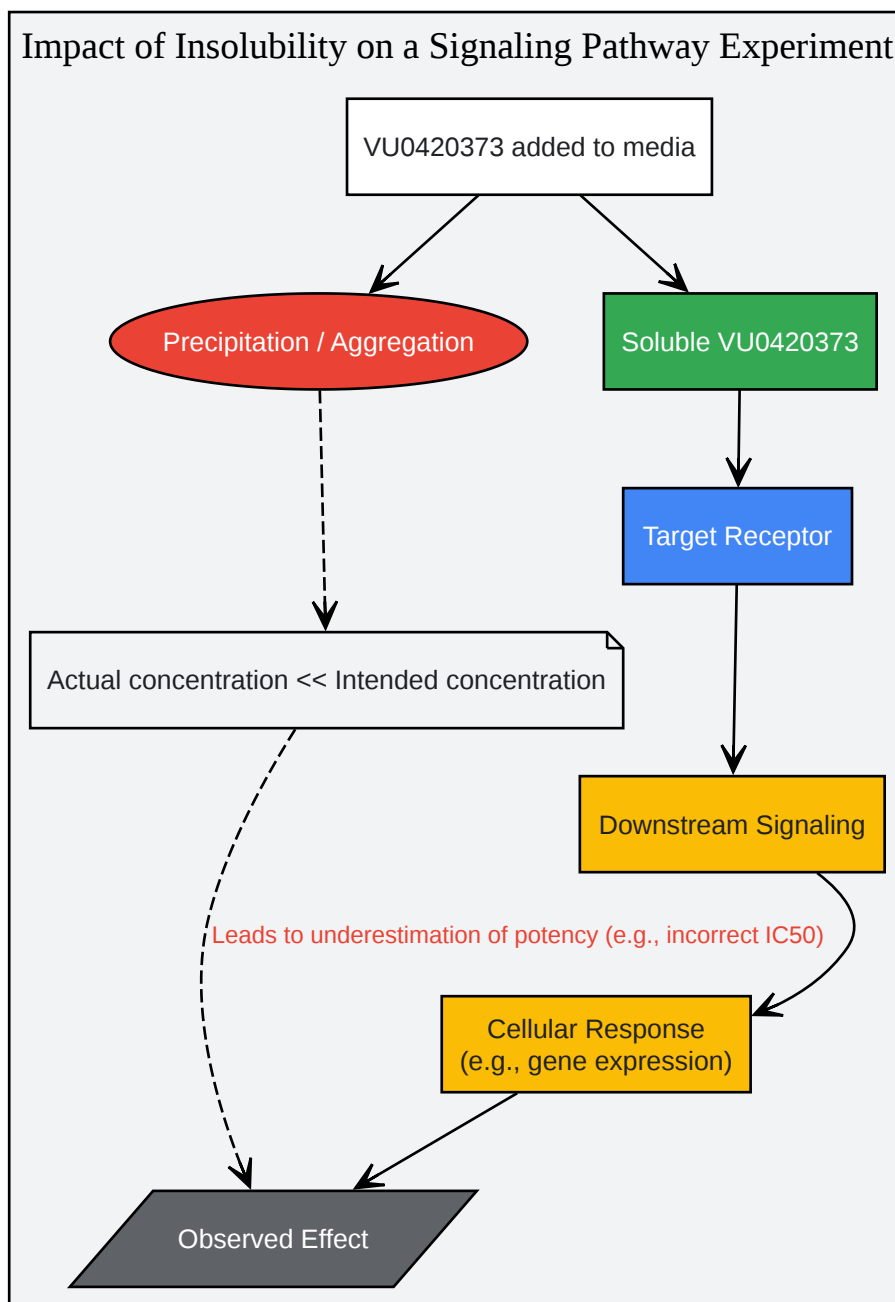 Impact of Insolubility on a Signaling Pathway Experiment
VU0420373 added to media
Precipitation / Aggregation
Soluble VU0420373
Target Receptor
Actual concentration << Intended concentration
Downstream Signaling
Leads to underestimation of potency (e.g., incorrect IC50)
Cellular Response
(e.g., gene expression)
Observed Effect